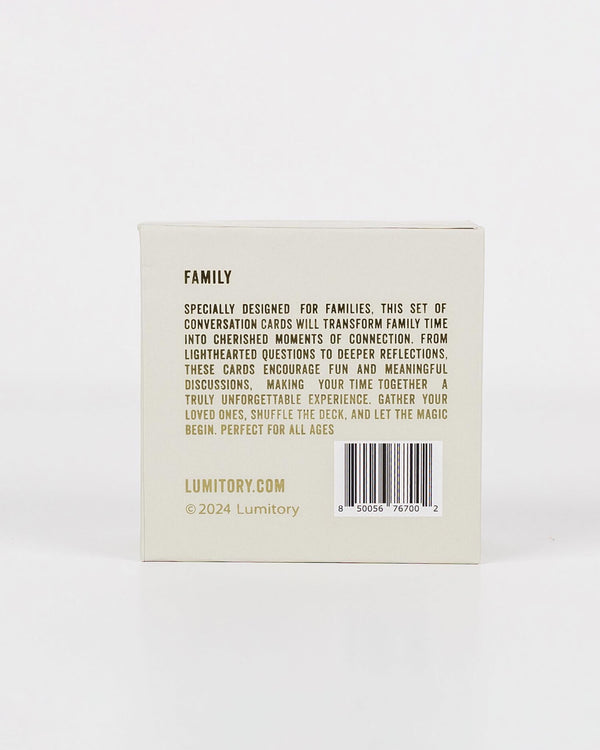 FAMILY
SPECIALLY DESIGNED FOR FAMILIES, THIS SET OF
CONVERSATION CARDS WILL TRANSFORM FAMILY TIME
INTO CHERISHED MOMENTS OF CONNECTION. FROM
LIGHTHEARTED QUESTIONS TO DEEPER REFLECTIONS,
THESE CARDS ENCOURAGE FUN AND MEANINGFUL
DISCUSSIONS, MAKING YOUR TIME TOGETHER A
TRULY UNFORGETTABLE EXPERIENCE. GATHER YOUR
LOVED ONES, SHUFFLE THE DECK, AND LET THE MAGIC
BEGIN. PERFECT FOR ALL AGES
LUMITORY.COM
© 2024 Lumitory
8 50056 76700 2